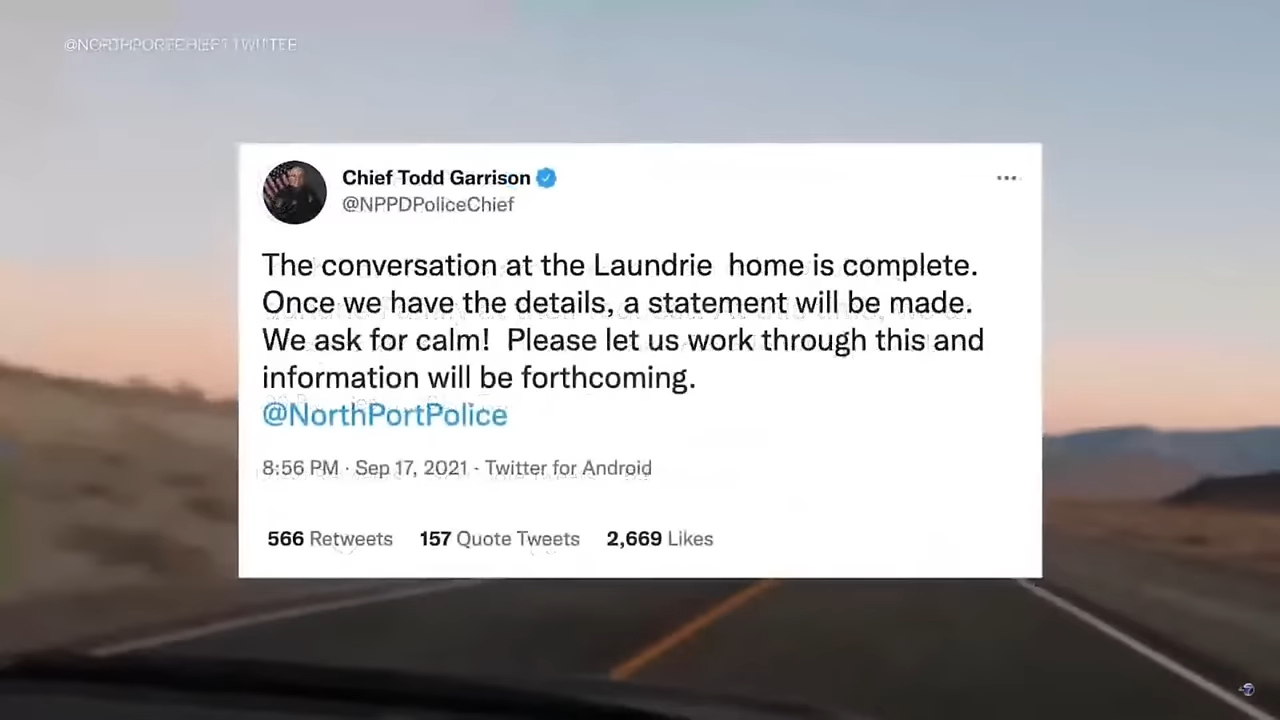 Chief Todd Garrison
@NPPDPoliceChief
The conversation at the Laundrie home is complete.
Once we have the details, a statement will be made.
We ask for calm! Please let us work through this and
information will be forthcoming.
@NorthPortPolice
8:56 PM · Sep 17, 2021 · Twitter for Android
566 Retweets 157 Quote Tweets 2,669 Likes